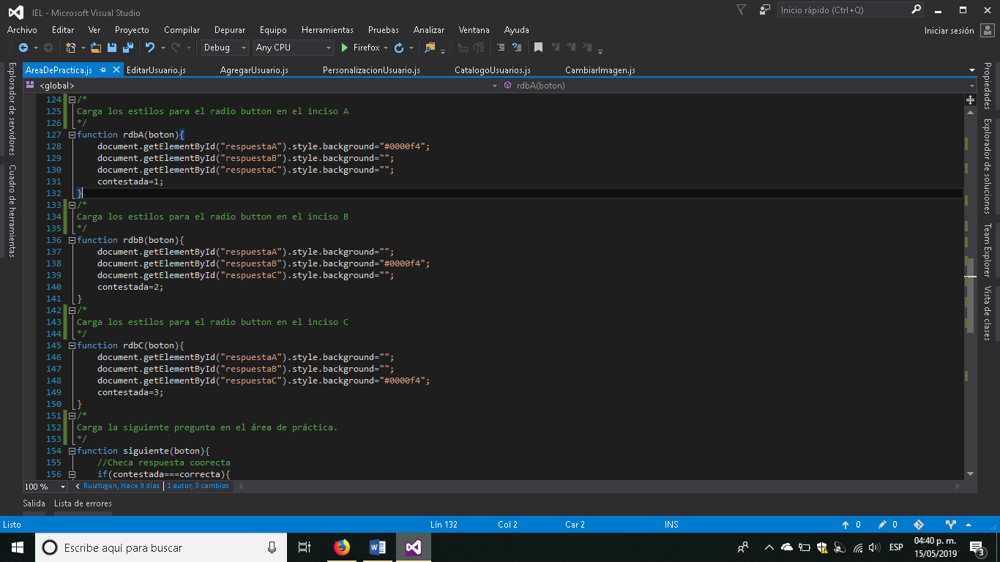 IEL - Microsoft Visual Studio
Inicio rápido (Ctrl+Q)
Archivo Editar Ver Proyecto Compilar Depurar Equipo Herramientas Pruebas Analizar Ventana Ayuda
Iniciar sesión
Debug Any CPU Firefox
AreaDePractica.js EditarUsuario.js AgregarUsuario.js PersonalizacionUsuario.js CatalogoUsuarios.js CambiarImagen.js
<global> rdbA(boton)
Explorador de servidores
Cuadro de herramientas
124 /*
125 Carga los estilos para el radio button en el inciso A
126 */
127 function rdbA(boton){
128 document.getElementById("respuestaA").style.background="#0000f4";
129 document.getElementById("respuestaB").style.background="";
130 document.getElementById("respuestaC").style.background="";
131 contestada=1;
132 }
133 /*
134 Carga los estilos para el radio button en el inciso B
135 */
136 function rdbB(boton){
137 document.getElementById("respuestaA").style.background="";
138 document.getElementById("respuestaB").style.background="#0000f4";
139 document.getElementById("respuestaC").style.background="";
140 contestada=2;
141 }
142 /*
143 Carga los estilos para el radio button en el inciso C
144 */
145 function rdbC(boton){
146 document.getElementById("respuestaA").style.background="";
147 document.getElementById("respuestaB").style.background="";
148 document.getElementById("respuestaC").style.background="#0000f4";
149 contestada=3;
150 }
151 /*
152 Carga la siguiente pregunta en el área de práctica.
153 */
154 function siguiente(boton){
155 //Checa respuesta coorecta
156 if(contestada===correcta){
Propiedades
Explorador de soluciones
Team Explorer
Vista de clases
100 % RuizYugen, Hace 9 días | 1 autor, 3 cambios
Salida Lista de errores
Listo Lín 132 Col 2 Car 2 INS 0 0
Escribe aquí para buscar
ESP
04:40 p. m.
15/05/2019
3